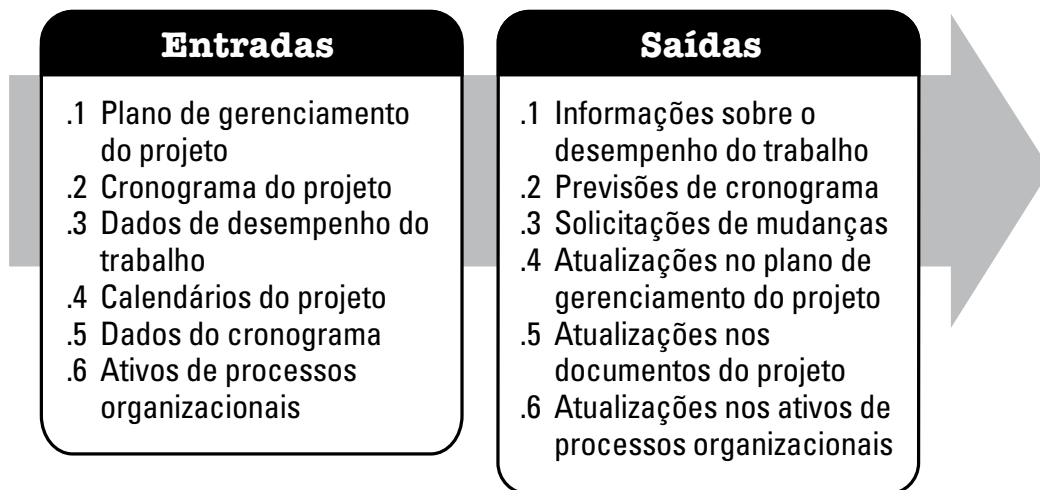 Entradas
.1 Plano de gerenciamento
do projeto
.2 Cronograma do projeto
.3 Dados de desempenho do
trabalho
.4 Calendários do projeto
.5 Dados do cronograma
.6 Ativos de processos
organizacionais
Saídas
.1 Informações sobre o
desempenho do trabalho
.2 Previsões de cronograma
.3 Solicitações de mudanças
.4 Atualizações no plano de
gerenciamento do projeto
.5 Atualizações nos
documentos do projeto
.6 Atualizações nos ativos de
processos organizacionais